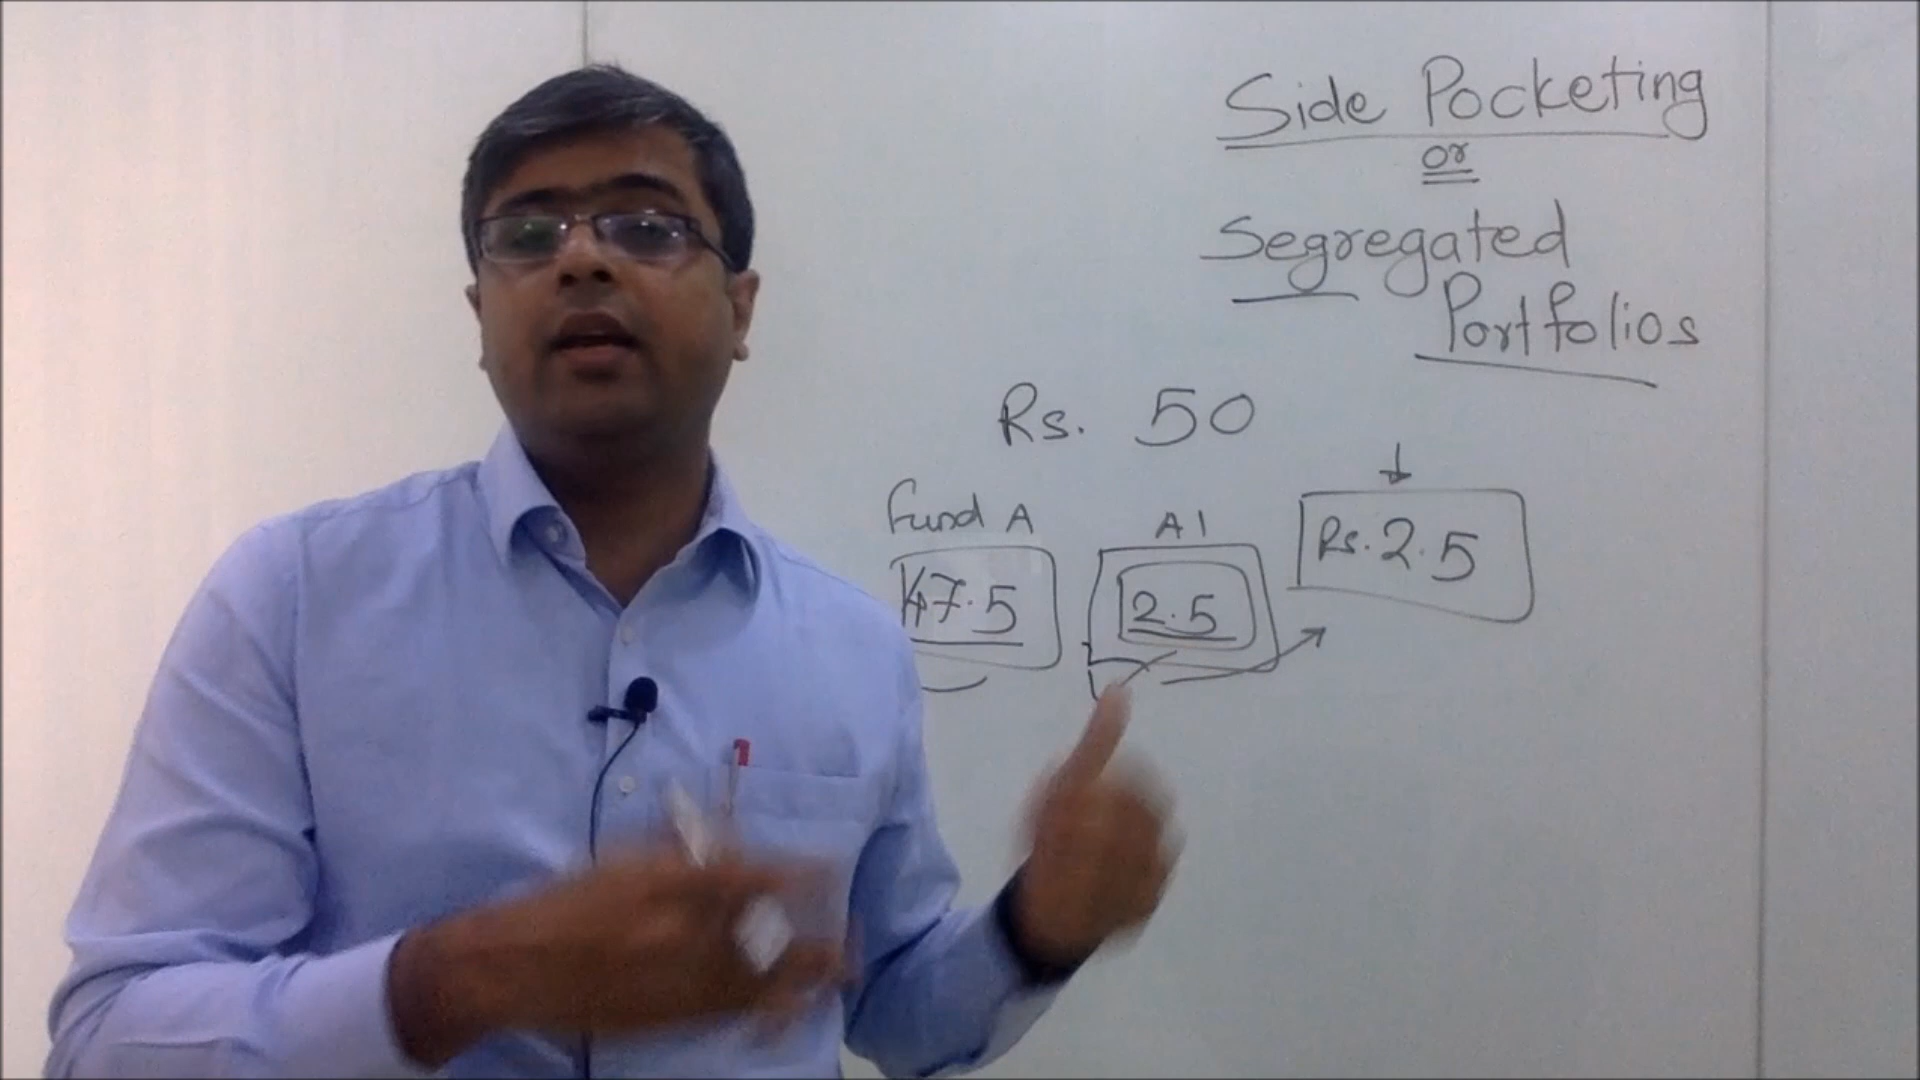 Side Pocketing
or
Segregated
Portfolios
Rs. 50
Fund A
A1
Rs. 2.5
47.5
2.5